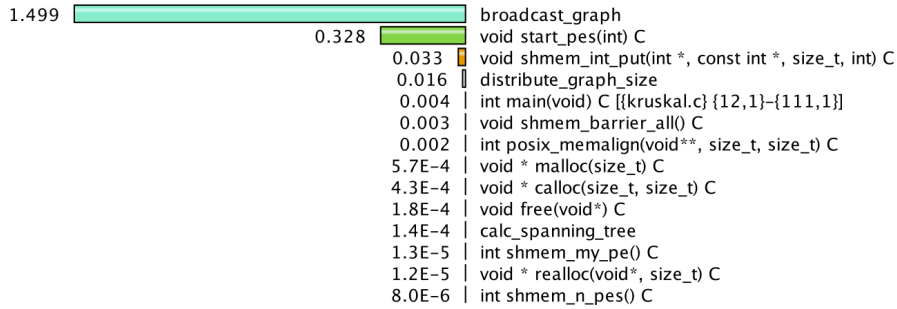 1.499 broadcast_graph
0.328 void start_pes(int) C
0.033 void shmem_int_put(int *, const int *, size_t, int) C
0.016 distribute_graph_size
0.004 int main(void) C [{kruskal.c} {12,1}−{111,1}]
0.003 void shmem_barrier_all() C
0.002 int posix_memalign(void**, size_t, size_t) C
5.7E−4 void * malloc(size_t) C
4.3E−4 void * calloc(size_t, size_t) C
1.8E−4 void free(void*) C
1.4E−4 calc_spanning_tree
1.3E−5 int shmem_my_pe() C
1.2E−5 void * realloc(void*, size_t) C
8.0E−6 int shmem_n_pes() C